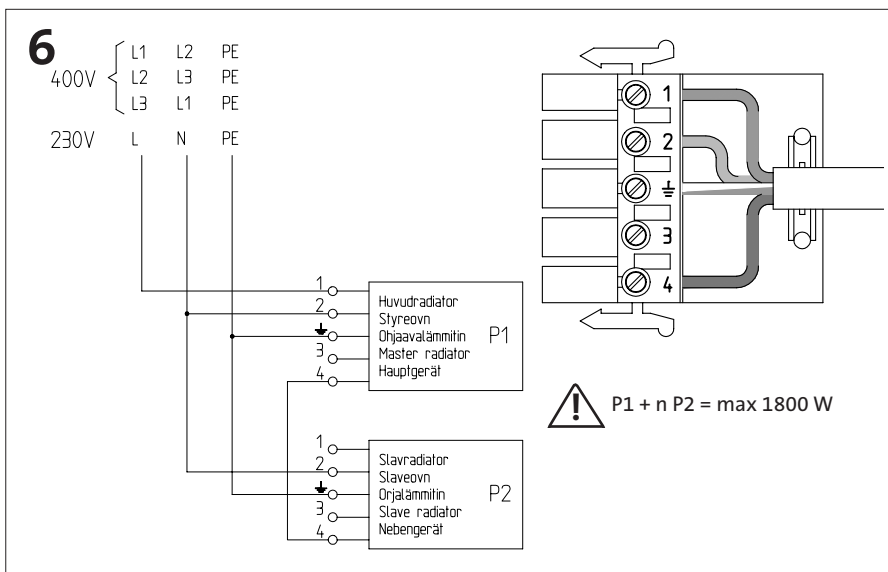 6
400V
L1 L2 PE
L2 L3 PE
L3 L1 PE
230V L N PE
1
2
3
4
1
2
3
4
Huvudradiator
Styreovn
Ohjaavalämmitin
Master radiator
Hauptgerät
P1
P1 + n P2 = max 1800 W
1
2
3
4
Slavradiator
Slaveovn
Orjalämmitin
Slave radiator
Nebengerät
P2